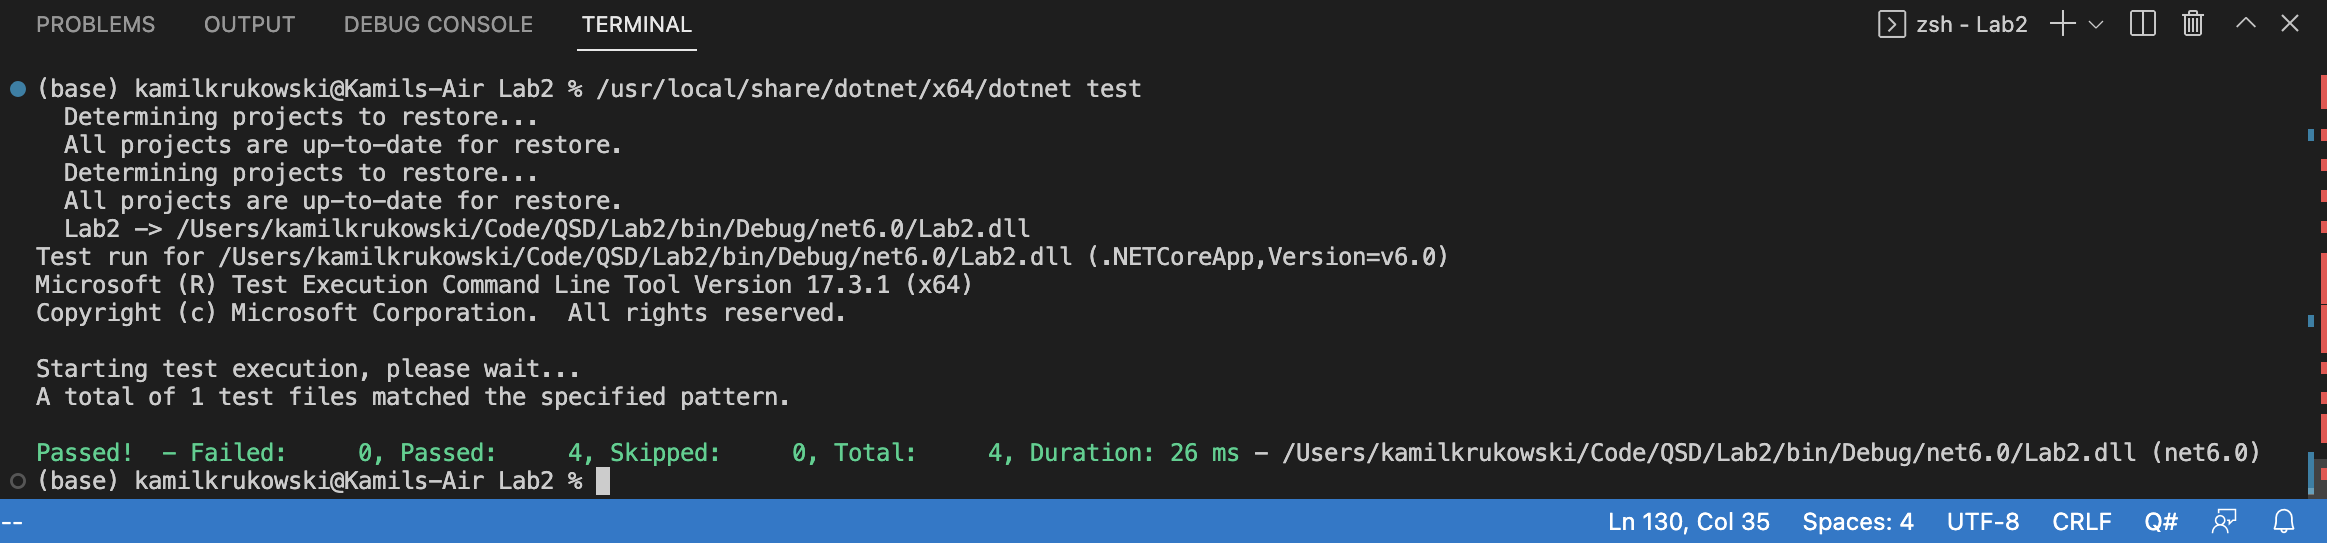 PROBLEMS OUTPUT DEBUG CONSOLE TERMINAL zsh - Lab2
(base) kamilkrukowski@Kamils-Air Lab2 % /usr/local/share/dotnet/x64/dotnet test
  Determining projects to restore...
  All projects are up-to-date for restore.
  Determining projects to restore...
  All projects are up-to-date for restore.
  Lab2 -> /Users/kamilkrukowski/Code/QSD/Lab2/bin/Debug/net6.0/Lab2.dll
Test run for /Users/kamilkrukowski/Code/QSD/Lab2/bin/Debug/net6.0/Lab2.dll (.NETCoreApp,Version=v6.0)
Microsoft (R) Test Execution Command Line Tool Version 17.3.1 (x64)
Copyright (c) Microsoft Corporation.  All rights reserved.
Starting test execution, please wait...
A total of 1 test files matched the specified pattern.
Passed!  - Failed:     0, Passed:     4, Skipped:     0, Total:     4, Duration: 26 ms - /Users/kamilkrukowski/Code/QSD/Lab2/bin/Debug/net6.0/Lab2.dll (net6.0)
(base) kamilkrukowski@Kamils-Air Lab2 %
-- Ln 130, Col 35 Spaces: 4 UTF-8 CRLF Q#